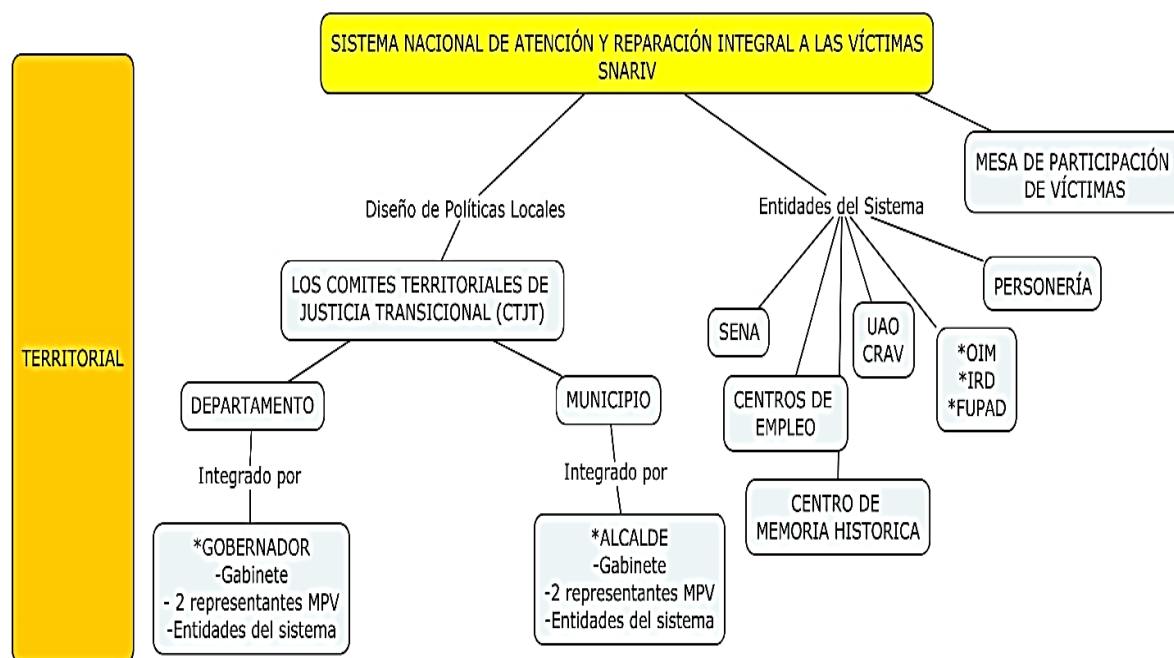 SISTEMA NACIONAL DE ATENCIÓN Y REPARACIÓN INTEGRAL A LAS VÍCTIMAS
SNARIV
TERRITORIAL
MESA DE PARTICIPACIÓN
DE VÍCTIMAS
Diseño de Políticas Locales
Entidades del Sistema
LOS COMITES TERRITORIALES DE
JUSTICIA TRANSICIONAL (CTJT)
PERSONERÍA
SENA
UAO
CRAV
*OIM
*IRD
*FUPAD
DEPARTAMENTO
MUNICIPIO
CENTROS DE
EMPLEO
Integrado por
Integrado por
CENTRO DE
MEMORIA HISTORICA
*GOBERNADOR
-Gabinete
- 2 representantes MPV
-Entidades del sistema
*ALCALDE
-Gabinete
-2 representantes MPV
-Entidades del sistema